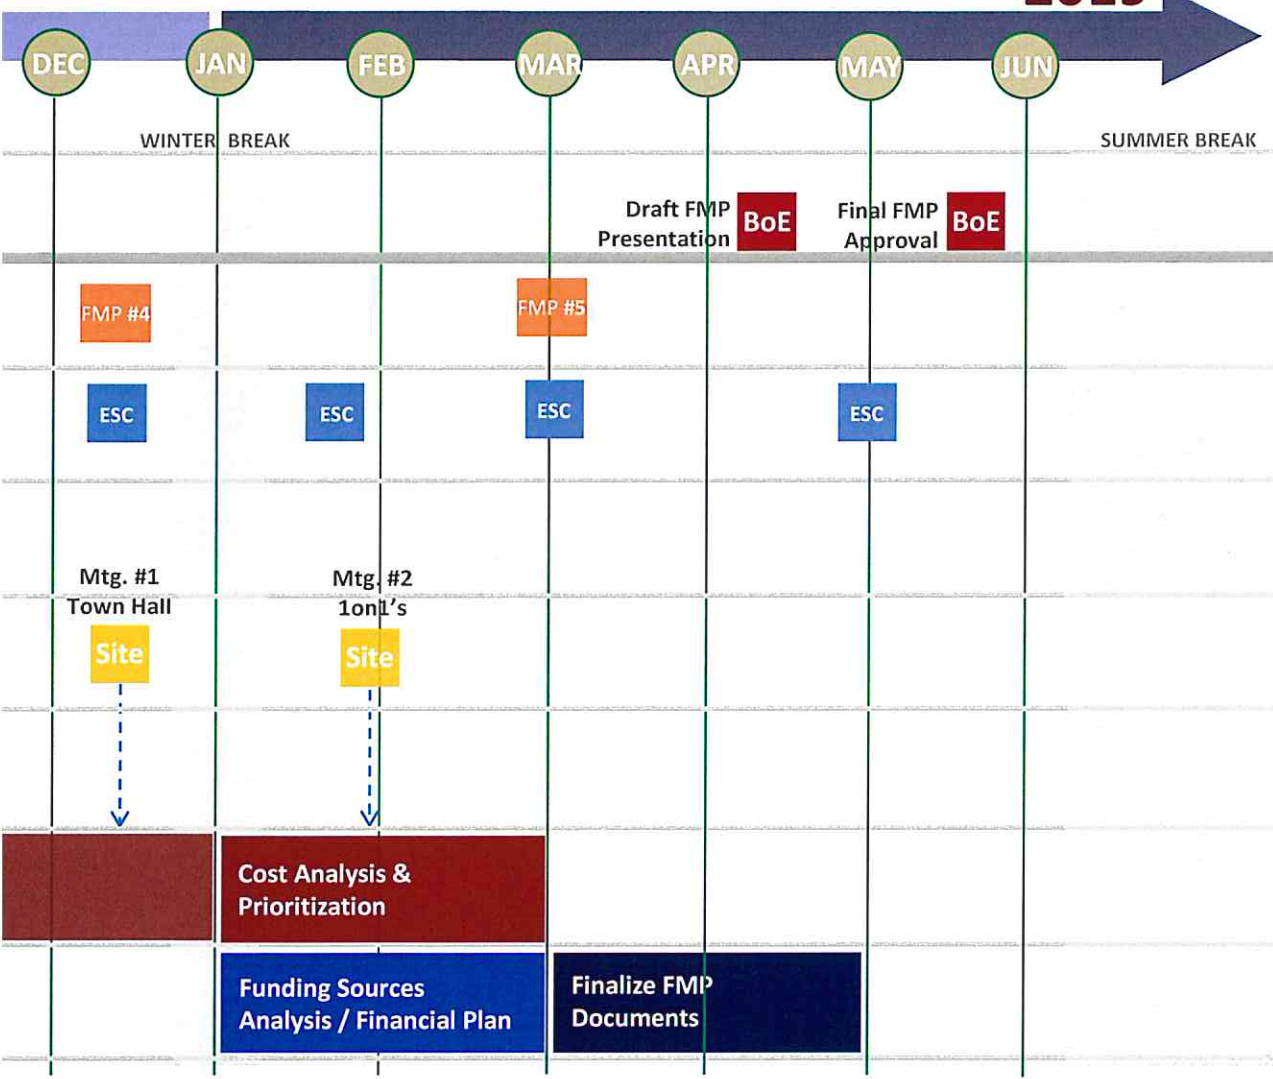 DEC JAN FEB MAR APR MAY JUN
WINTER BREAK
SUMMER BREAK
Draft FMP
Presentation
BoE
Final FMP
Approval
BoE
FMP #4
FMP #5
ESC
ESC
ESC
ESC
Mtg. #1
Town Hall
Site
Mtg. #2
1on1's
Site
Cost Analysis &
Prioritization
Funding Sources
Analysis / Financial Plan
Finalize FMP
Documents